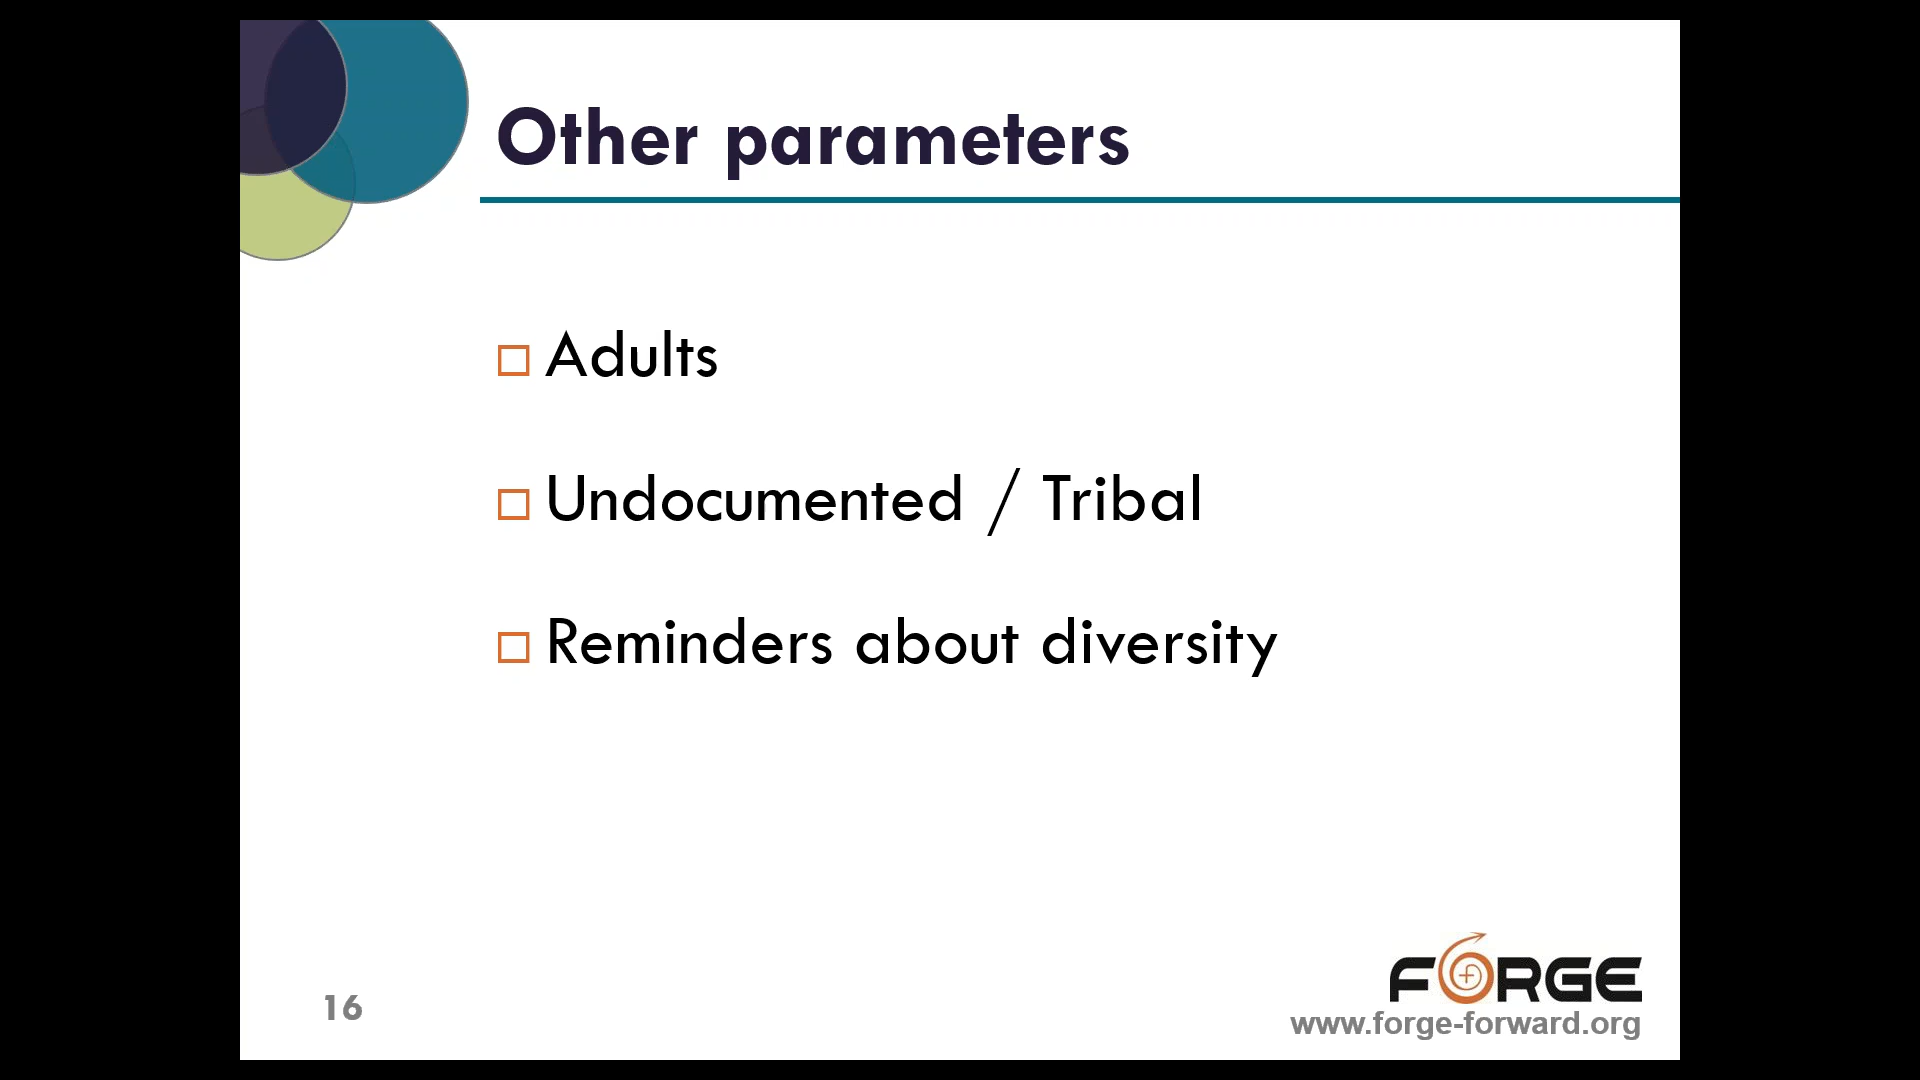 Other parameters
Adults
Undocumented / Tribal
Reminders about diversity
16
FORGE
www.forge-forward.org